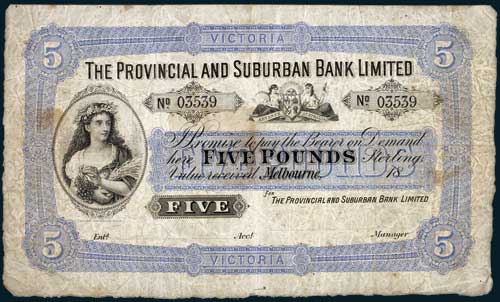 5 VICTORIA 5
THE PROVINCIAL AND SUBURBAN BANK LIMITED
No 03539 No 03539
Promise to pay the Bearer on Demand
here FIVE POUNDS Sterling.
Value received Melbourne 18
For THE PROVINCIAL AND SUBURBAN BANK LIMITED
FIVE
Entd Acct Manager
5 VICTORIA 5